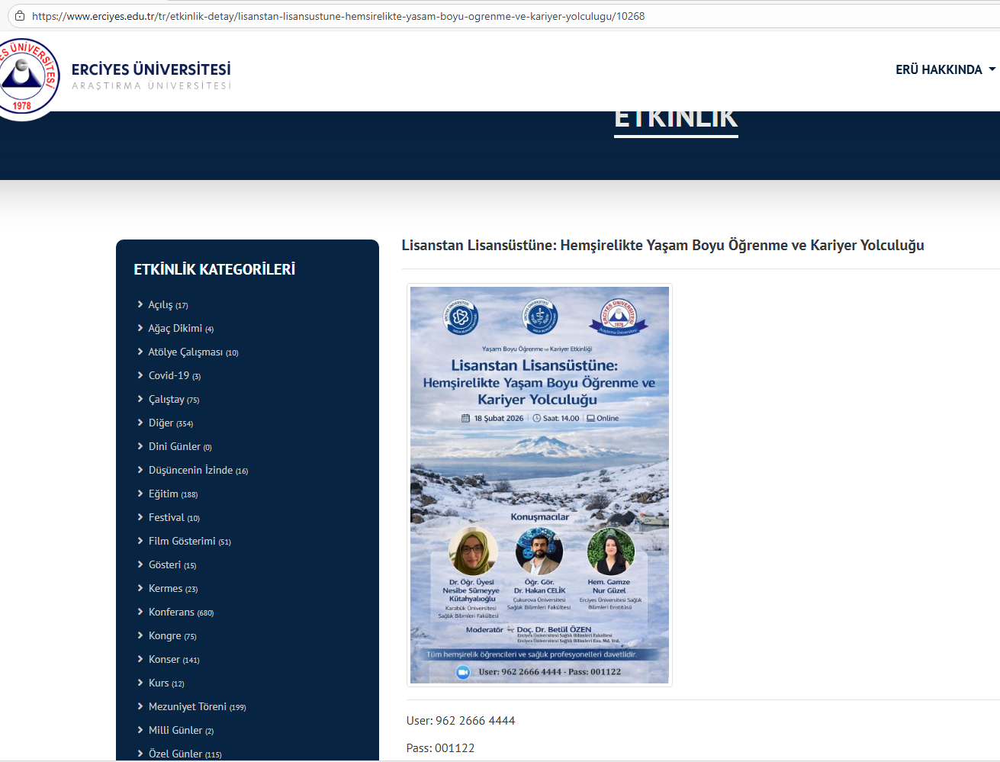 https://www.erciyes.edu.tr/tr/etkinlik-detay/lisanstan-lisansustune-hemsirelikte-yasam-boyu-ogrenme-ve-kariyer-yolculugu/10268
ERCİYES ÜNİVERSİTESİ
ARAŞTIRMA ÜNİVERSİTESİ
1978
ERÜ HAKKINDA
ETKİNLİK
ETKİNLİK KATEGORİLERİ
Açılış (17)
Ağaç Dikimi (4)
Atölye Çalışması (10)
Covid-19 (3)
Çalıştay (75)
Diğer (354)
Dini Günler (0)
Düşüncenin İzinde (16)
Eğitim (188)
Festival (10)
Film Gösterimi (51)
Gösteri (15)
Kermes (23)
Konferans (680)
Kongre (75)
Konser (141)
Kurs (12)
Mezuniyet Töreni (199)
Milli Günler (2)
Özel Günler (115)
Lisanstan Lisansüstüne: Hemşirelikte Yaşam Boyu Öğrenme ve Kariyer Yolculuğu
ERCİYES ÜNİVERSİTESİ
1978
Araştırma Üniversitesi
Yaşam Boyu Öğrenme ve Kariyer Etkinliği
Lisanstan Lisansüstüne:
Hemşirelikte Yaşam Boyu Öğrenme ve
Kariyer Yolculuğu
18 Şubat 2026 | Saat: 14.00 | Online
Konuşmacılar
Dr. Öğr. Üyesi
Nesibe Sümeyye
Kütahyalıoğlu
Karabük Üniversitesi
Sağlık Bilimleri Fakültesi
Öğr. Gör.
Dr. Hakan CELİK
Çukurova Üniversitesi
Sağlık Bilimleri Fakültesi
Hem. Gamze
Nur Güzel
Erciyes Üniversitesi Sağlık
Bilimleri Enstitüsü
Moderatör Doç. Dr. Betül ÖZEN
Erciyes Üniversitesi Sağlık Bilimleri Fakültesi
Erciyes Üniversitesi Sağlık Bilimleri Ens. Md. Yrd.
Tüm hemşirelik öğrencileri ve sağlık profesyonelleri davetlidir.
User: 962 2666 4444 - Pass: 001122
User: 962 2666 4444
Pass: 001122